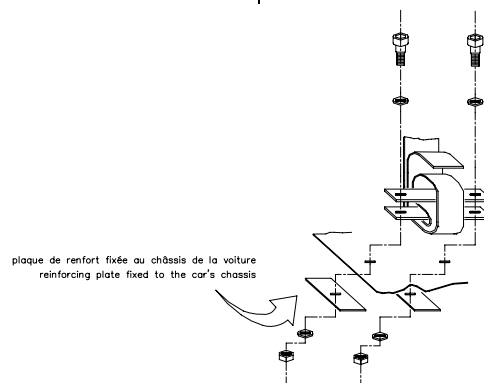 plaque de renfort fixée au châssis de la voiture
reinforcing plate fixed to the car's chassis